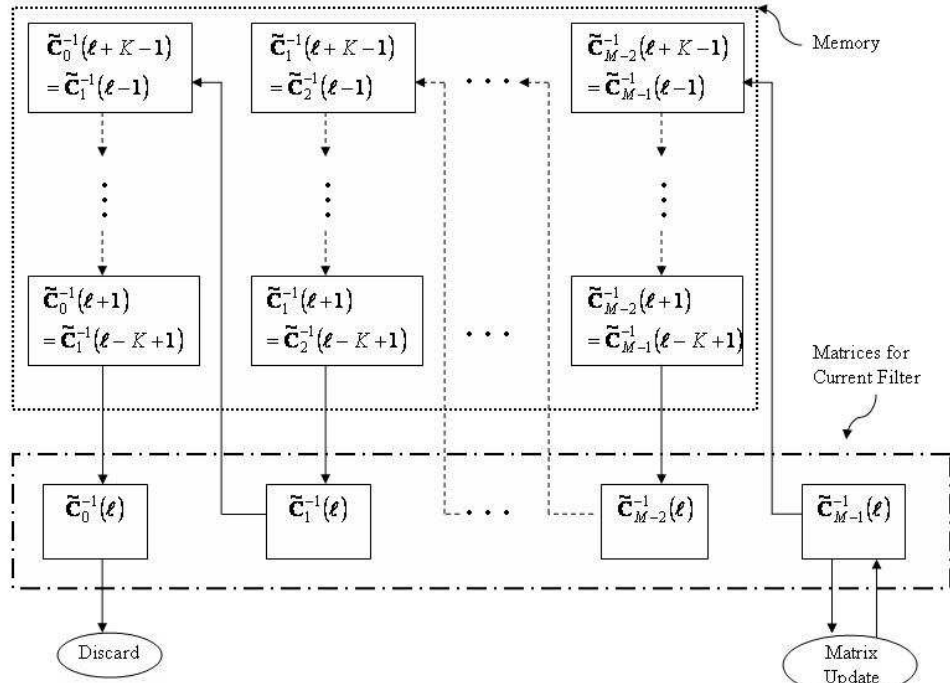 C̃₀⁻¹(ℓ + K − 1)
= C̃₁⁻¹(ℓ − 1)
C̃₁⁻¹(ℓ + K − 1)
= C̃₂⁻¹(ℓ − 1)
. . .
C̃_{M−2}⁻¹(ℓ + K − 1)
= C̃_{M−1}⁻¹(ℓ − 1)
Memory
C̃₀⁻¹(ℓ + 1)
= C̃₁⁻¹(ℓ − K + 1)
C̃₁⁻¹(ℓ + 1)
= C̃₂⁻¹(ℓ − K + 1)
. . .
C̃_{M−2}⁻¹(ℓ + 1)
= C̃_{M−1}⁻¹(ℓ − K + 1)
Matrices for
Current Filter
C̃₀⁻¹(ℓ)
C̃₁⁻¹(ℓ)
. . .
C̃_{M−2}⁻¹(ℓ)
C̃_{M−1}⁻¹(ℓ)
Discard
Matrix
Update